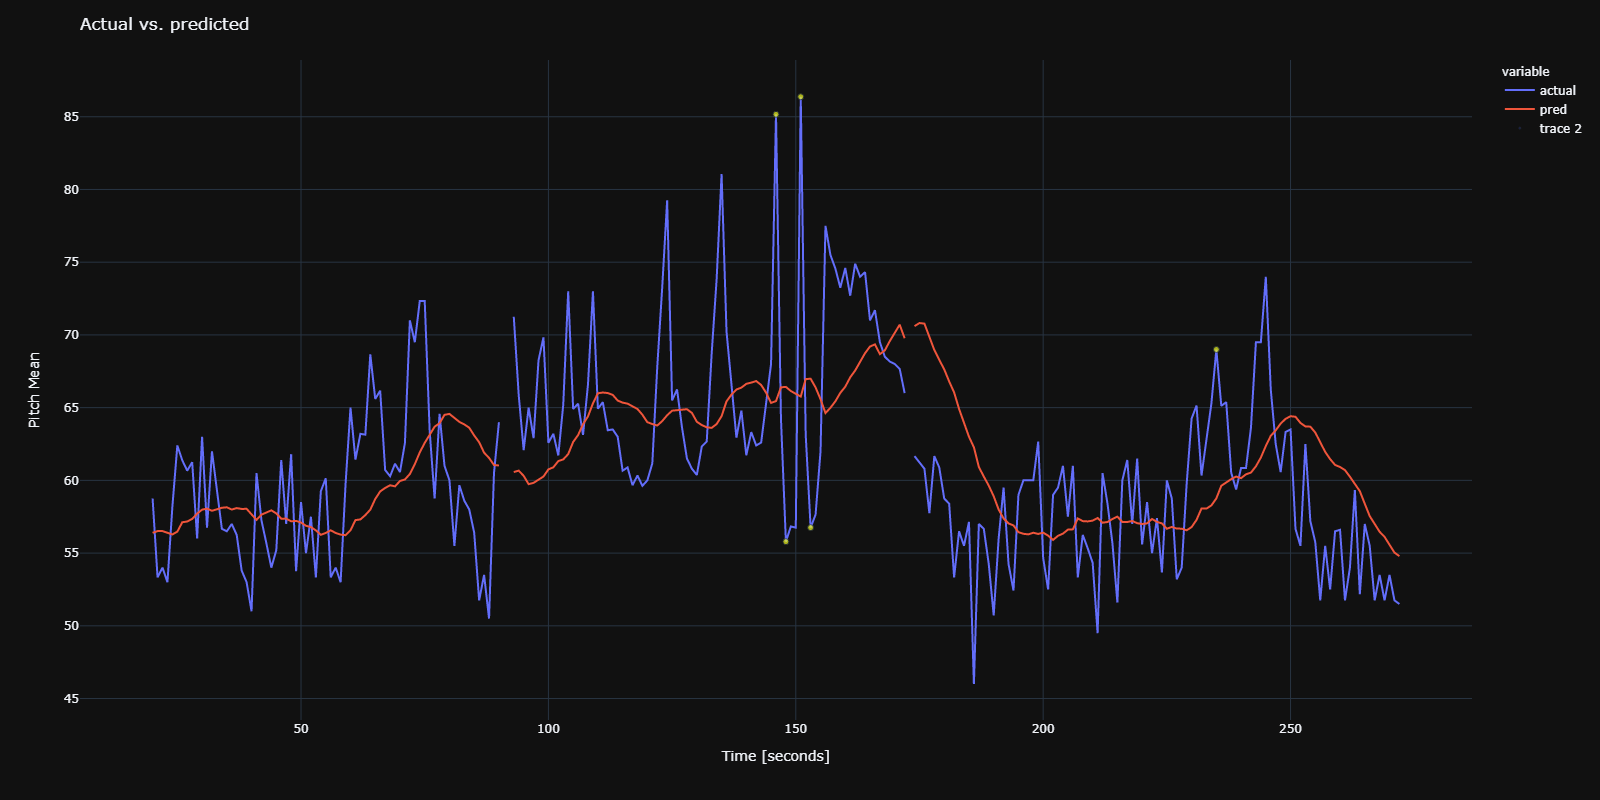 Actual vs. predicted
variable
actual
pred
trace 2
Pitch Mean
85
80
75
70
65
60
55
50
45
50 100 150 200 250
Time [seconds]